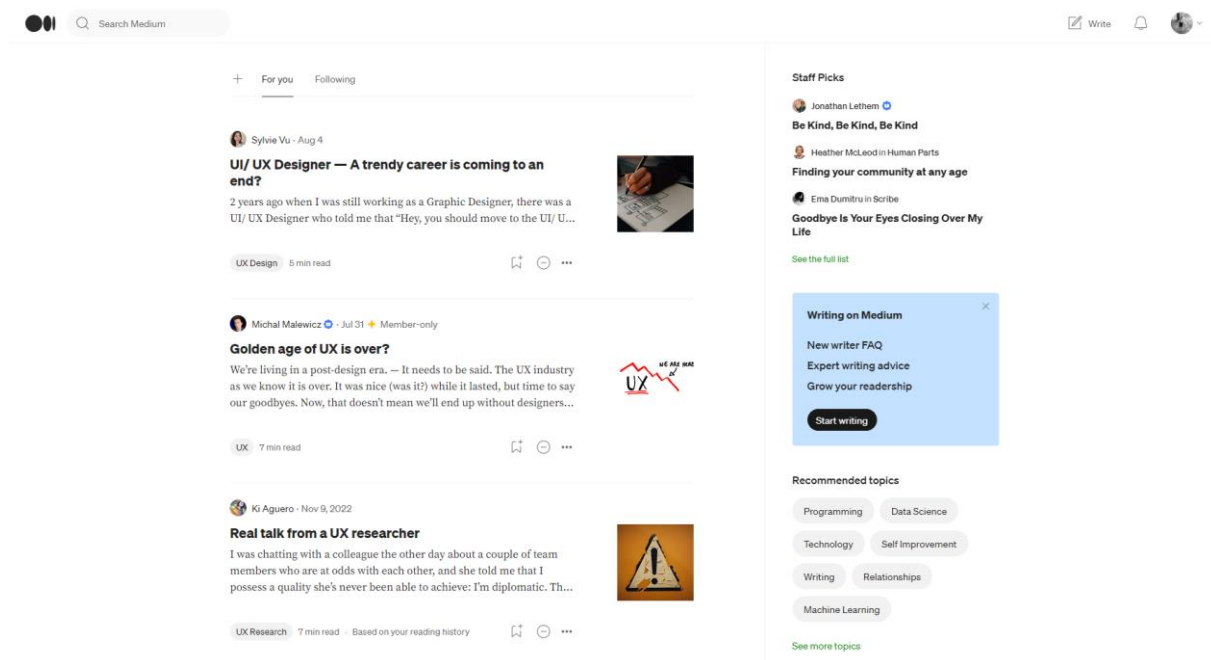 Search Medium
Write
For you
Following
Sylvie Vu · Aug 4
UI/ UX Designer — A trendy career is coming to an
end?
2 years ago when I was still working as a Graphic Designer, there was a
UI/ UX Designer who told me that “Hey, you should move to the UI/ U...
UX Design
5 min read
Michal Malewicz · Jul 31 Member-only
Golden age of UX is over?
We’re living in a post-design era. — It needs to be said. The UX industry
as we know it is over. It was nice (was it?) while it lasted, but time to say
our goodbyes. Now, that doesn’t mean we’ll end up without designers...
WE ARE
UX
UX
7 min read
Ki Aguero · Nov 9, 2022
Real talk from a UX researcher
I was chatting with a colleague the other day about a couple of team
members who are at odds with each other, and she told me that I
possess a quality she’s never been able to achieve: I’m diplomatic. Th...
UX Research
7 min read · Based on your reading history
Staff Picks
Jonathan Lethem
Be Kind, Be Kind, Be Kind
Heather McLeod in Human Parts
Finding your community at any age
Ema Dumitru in Scribe
Goodbye Is Your Eyes Closing Over My
Life
See the full list
Writing on Medium
New writer FAQ
Expert writing advice
Grow your readership
Start writing
Recommended topics
Programming
Data Science
Technology
Self Improvement
Writing
Relationships
Machine Learning
See more topics